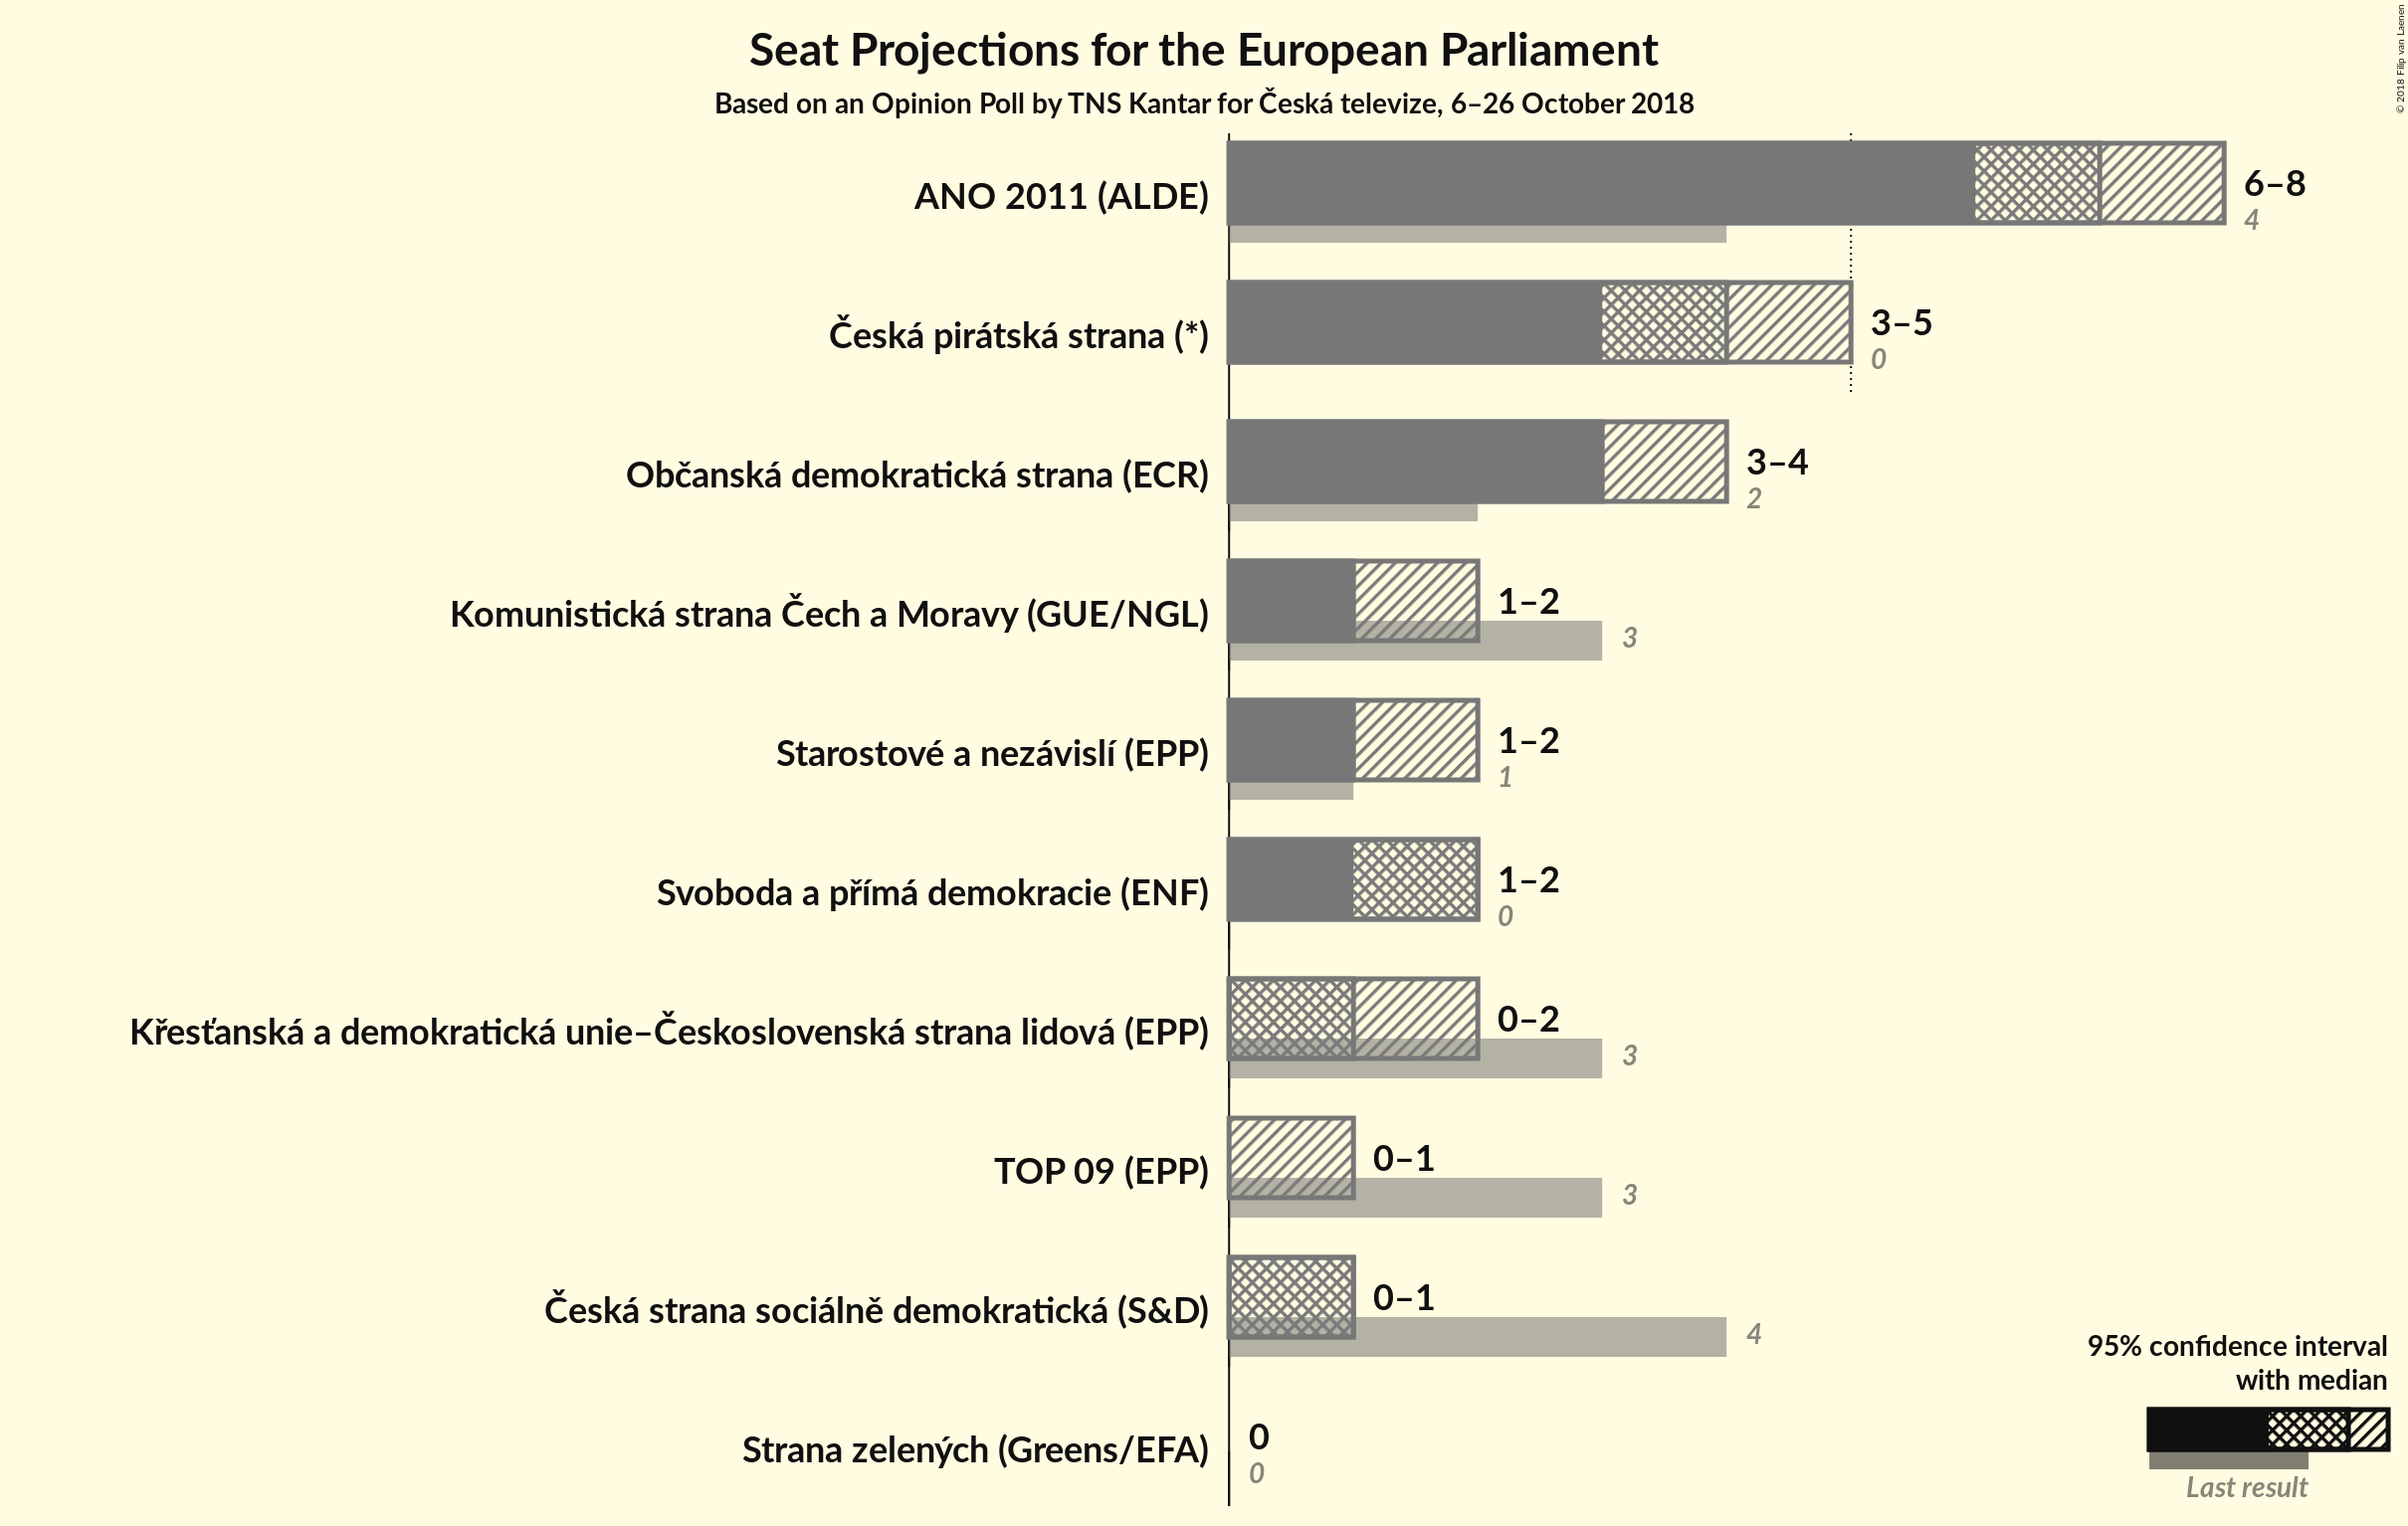 Seat Projections for the European Parliament
Based on an Opinion Poll by TNS Kantar for Česká televize, 6–26 October 2018
© 2018 Filip van Laenen
ANO 2011 (ALDE)
6–8
4
Česká pirátská strana (*)
3–5
0
Občanská demokratická strana (ECR)
3–4
2
Komunistická strana Čech a Moravy (GUE/NGL)
1–2
3
Starostové a nezávislí (EPP)
1–2
1
Svoboda a přímá demokracie (ENF)
1–2
0
Křesťanská a demokratická unie–Československá strana lidová (EPP)
0–2
3
TOP 09 (EPP)
0–1
3
Česká strana sociálně demokratická (S&D)
0–1
4
Strana zelených (Greens/EFA)
0
0
95% confidence interval
with median
Last result